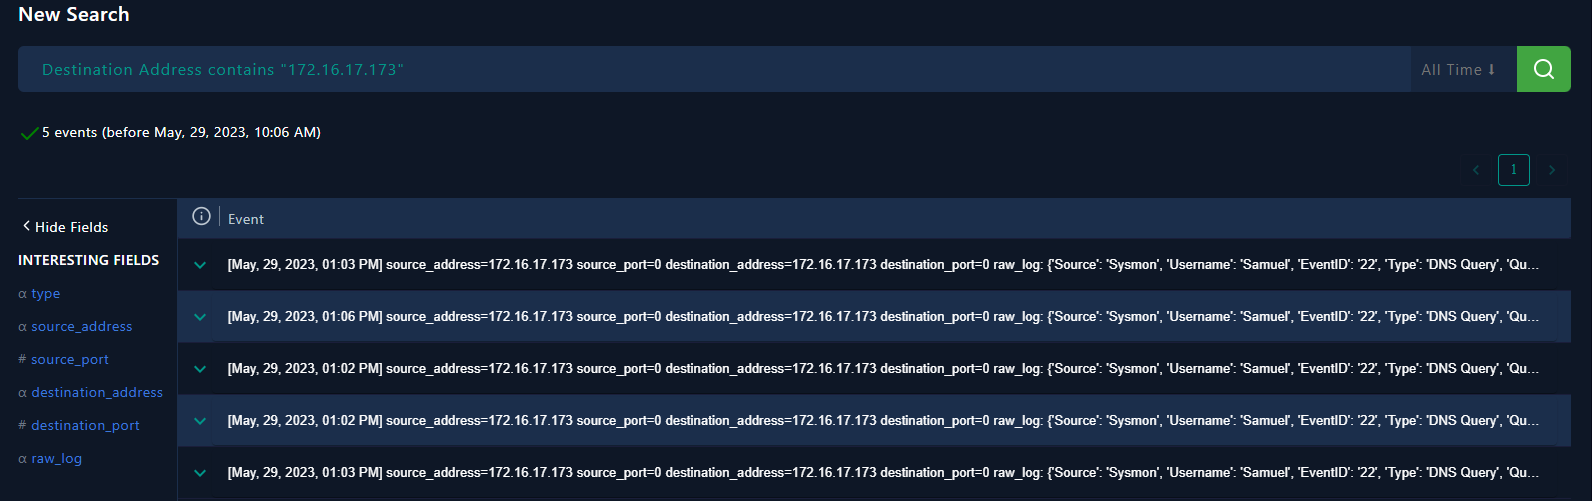 New Search
Destination Address contains "172.16.17.173"
All Time ⬇
5 events (before May, 29, 2023, 10:06 AM)
1
Hide Fields
Event
INTERESTING FIELDS
α type
α source_address
# source_port
α destination_address
# destination_port
α raw_log
[May, 29, 2023, 01:03 PM] source_address=172.16.17.173 source_port=0 destination_address=172.16.17.173 destination_port=0 raw_log: {'Source': 'Sysmon', 'Username': 'Samuel', 'EventID': '22', 'Type': 'DNS Query', 'Qu...
[May, 29, 2023, 01:06 PM] source_address=172.16.17.173 source_port=0 destination_address=172.16.17.173 destination_port=0 raw_log: {'Source': 'Sysmon', 'Username': 'Samuel', 'EventID': '22', 'Type': 'DNS Query', 'Qu...
[May, 29, 2023, 01:02 PM] source_address=172.16.17.173 source_port=0 destination_address=172.16.17.173 destination_port=0 raw_log: {'Source': 'Sysmon', 'Username': 'Samuel', 'EventID': '22', 'Type': 'DNS Query', 'Qu...
[May, 29, 2023, 01:02 PM] source_address=172.16.17.173 source_port=0 destination_address=172.16.17.173 destination_port=0 raw_log: {'Source': 'Sysmon', 'Username': 'Samuel', 'EventID': '22', 'Type': 'DNS Query', 'Qu...
[May, 29, 2023, 01:03 PM] source_address=172.16.17.173 source_port=0 destination_address=172.16.17.173 destination_port=0 raw_log: {'Source': 'Sysmon', 'Username': 'Samuel', 'EventID': '22', 'Type': 'DNS Query', 'Qu...